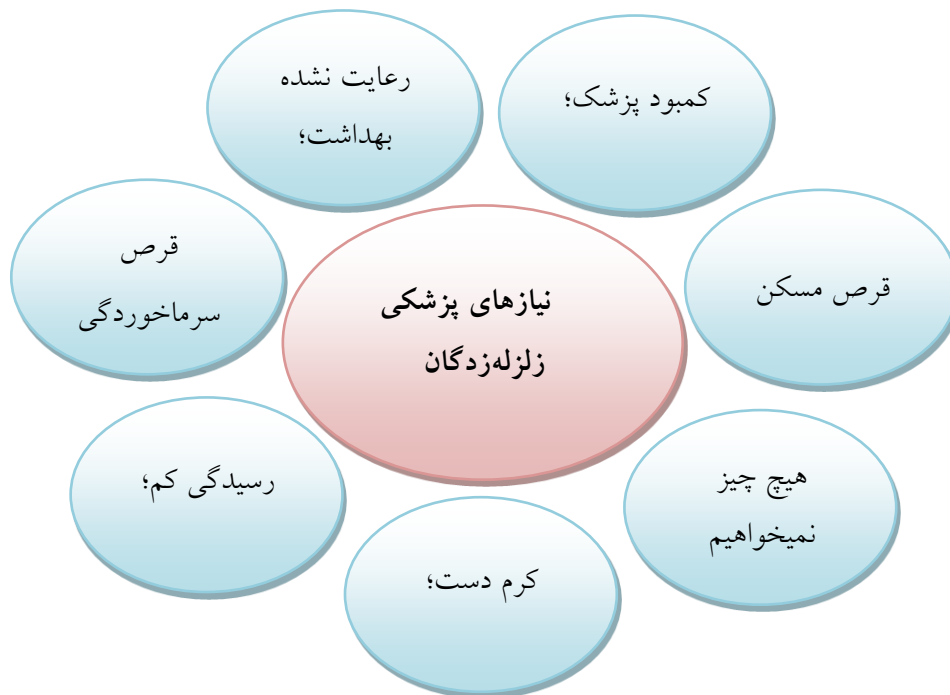 نیازهای پزشکی
زلزله‌زدگان
کمبود پزشک؛
قرص مسکن
هیچ چیز
نمیخواهیم
کرم دست؛
رسیدگی کم؛
قرص
سرماخوردگی
رعایت نشده
بهداشت؛